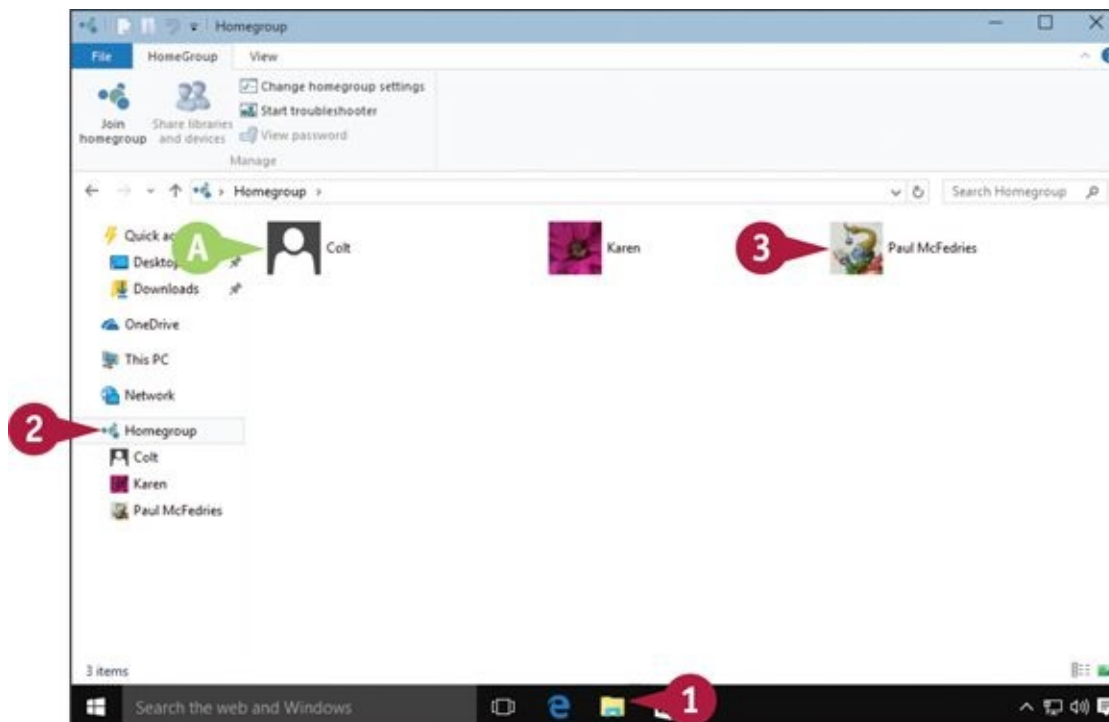 Homegroup
File HomeGroup View
Join homegroup
Share libraries and devices
Change homegroup settings
Start troubleshooter
View password
Manage
Homegroup
Search Homegroup
Quick ac
Desktop
Downloads
OneDrive
This PC
Network
Homegroup
Colt
Karen
Paul McFedries
A
Colt
Karen
3
Paul McFedries
2
3 items
Search the web and Windows
1